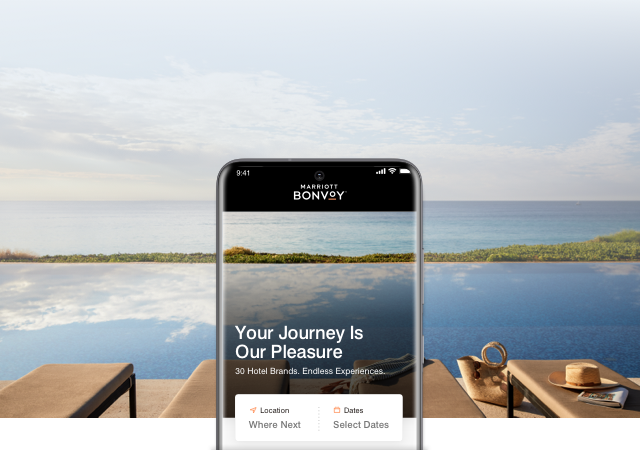 9:41
MARRIOTT
BONVOY
Your Journey Is
Our Pleasure
30 Hotel Brands. Endless Experiences.
Location
Dates
Where Next
Select Dates